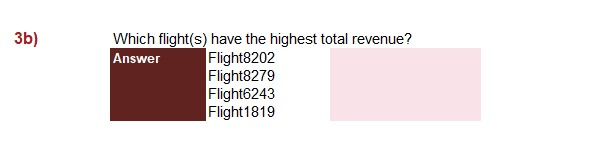 3b) Which flight(s) have the highest total revenue?
Answer Flight8202
Flight8279
Flight6243
Flight1819